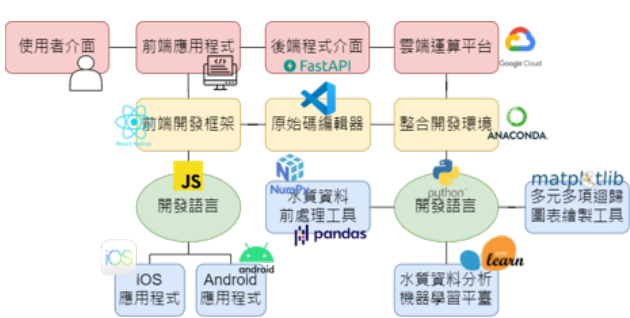 使用者介面
前端應用程式
後端程式介面
FastAPI
雲端運算平台
Google Cloud
前端開發框架
React Native
原始碼編輯器
整合開發環境
ANACONDA.
JS
開發語言
NumPy
水質資料
前處理工具
pandas
python
開發語言
matplotlib
多元多項迴歸
圖表繪製工具
iOS
iOS
應用程式
android
Android
應用程式
learn
水質資料分析
機器學習平臺